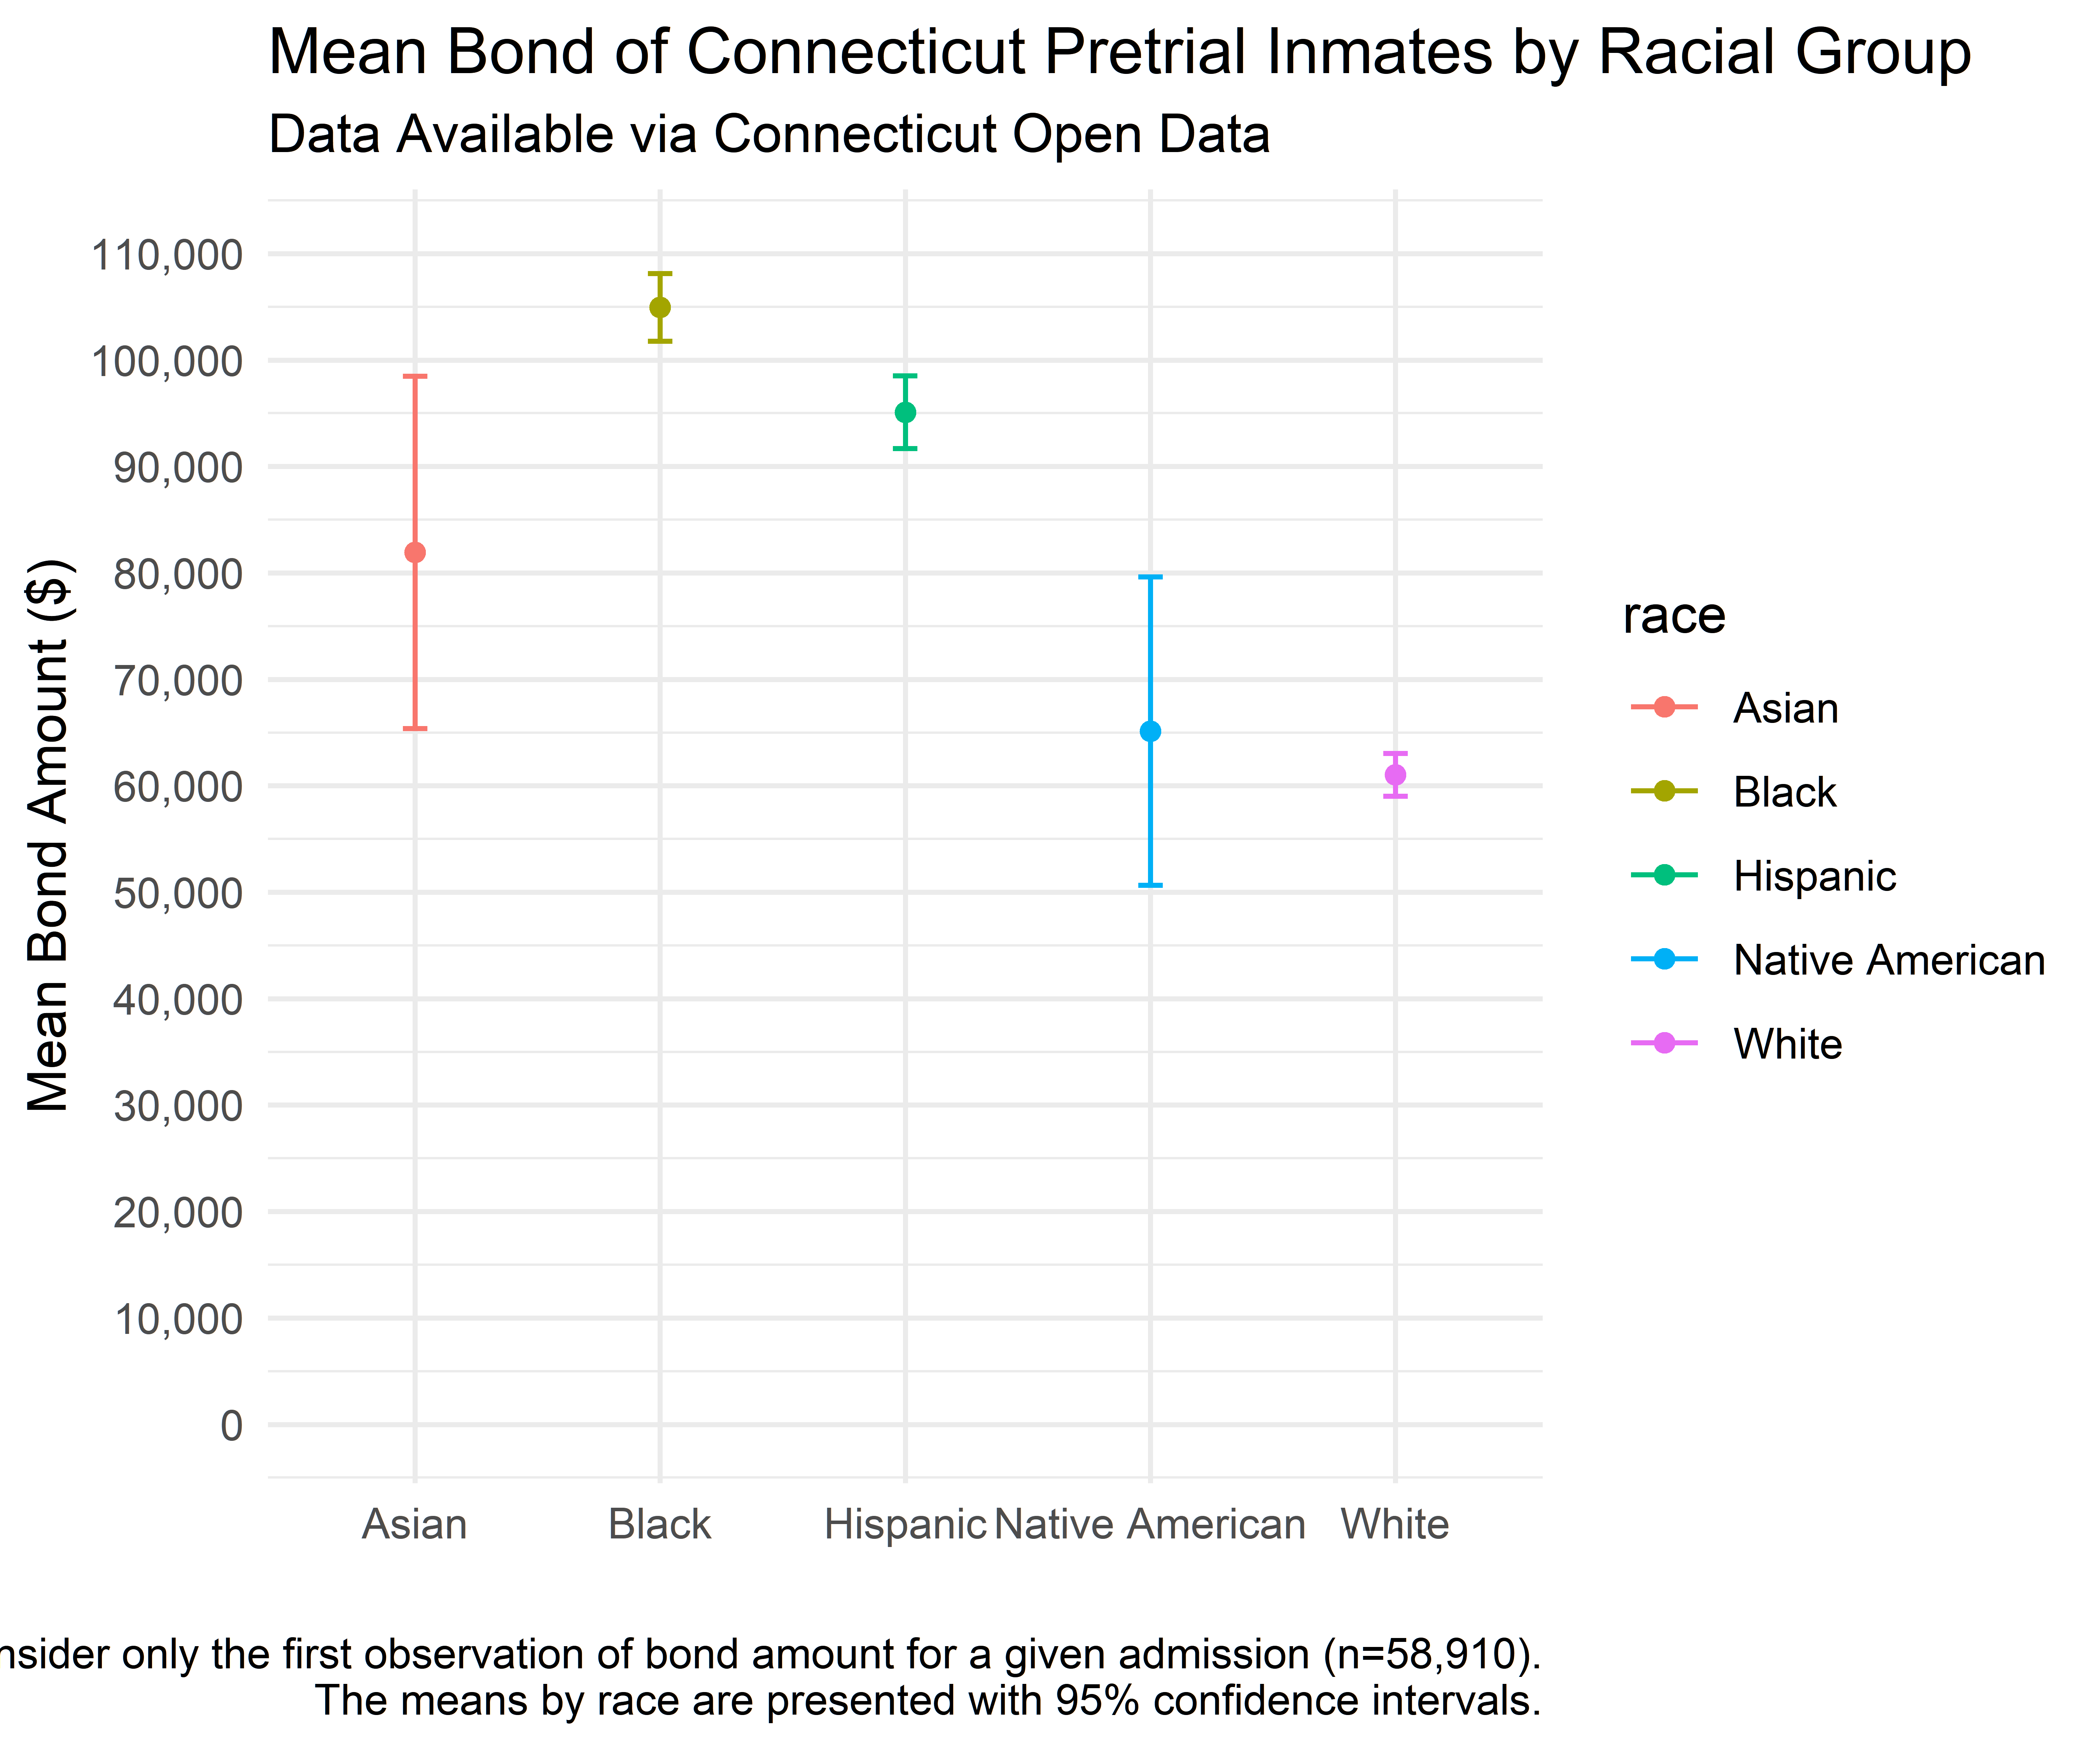 Mean Bond of Connecticut Pretrial Inmates by Racial Group
Data Available via Connecticut Open Data
Mean Bond Amount ($)
110,000
100,000
90,000
80,000
70,000
60,000
50,000
40,000
30,000
20,000
10,000
0
Asian
Black
Hispanic
Native American
White
race
Asian
Black
Hispanic
Native American
White
only the first observation of bond amount for a given admission (n=58,910).
The means by race are presented with 95% confidence intervals.